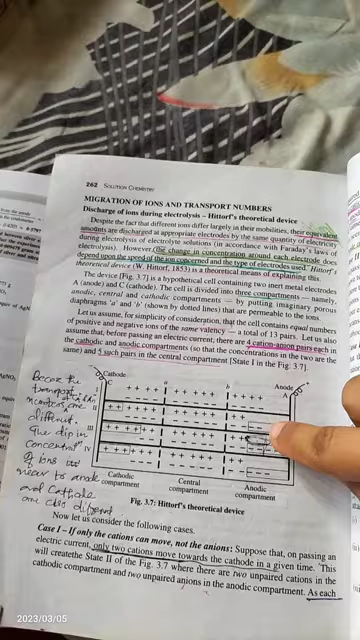 262 SOLUTION CHEMISTRY
MIGRATION OF IONS AND TRANSPORT NUMBERS
Discharge of ions during electrolysis – Hittorf's theoretical device
Despite the fact that different ions differ largely in their mobilities, their equivalent
amounts are discharged at appropriate electrodes by the same quantity of electricity
during electrolysis of electrolyte solutions (in accordance with Faraday's laws of
electrolysis). However, the change in concentration around each electrode does
depend upon the speed of the ion concerned and the type of electrodes used. Hittorf's
theoretical device (W. Hittorf, 1853) is a theoretical means of explaining this.
The device [Fig. 3.7] is a hypothetical cell containing two inert metal electrodes
A (anode) and C (cathode). The cell is divided into three compartments — namely,
anodic, central and cathodic compartments — by putting imaginary porous
diaphragms 'a' and 'b' (shown by dotted lines) that are permeable to the ions.
Let us assume, for simplicity of consideration, that the cell contains equal numbers
of positive and negative ions of the same valency — a total of 13 pairs. Let us also
assume that, before passing an electric current, there are 4 cation-anion pairs each in
the cathodic and anodic compartments (so that the concentrations in the two are the
same) and 5 such pairs in the central compartment [State I in the Fig. 3.7].
Cathode
a
b
Anode
A
I
II
III
IV
Cathodic
compartment
Central
compartment
Anodic
compartment
Fig. 3.7: Hittorf's theoretical device
transport
numbers are
different.
The dip in
of ions
near to anode
and cathode
Now let us consider the following cases.
Case I – If only the cations can move, not the anions: Suppose that, on passing an
electric current, only two cations move towards the cathode in a given time. This
will create the State II of the Fig. 3.7 where there are two unpaired cations in the
cathodic compartment and two unpaired anions in the anodic compartment. As each
2023/03/05